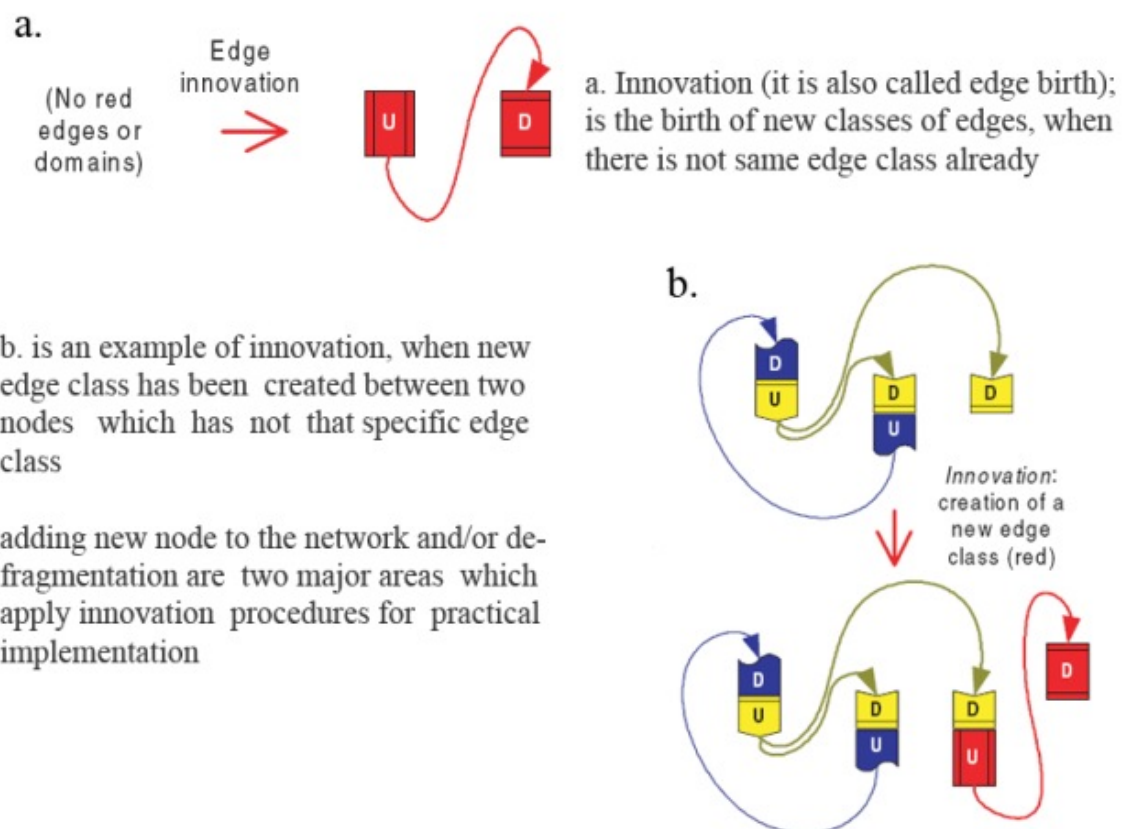 a.
Edge
innovation
(No red
edges or
domains)
U
D
a. Innovation (it is also called edge birth);
is the birth of new classes of edges, when
there is not same edge class already
b. is an example of innovation, when new
edge class has been created between two
nodes which has not that specific edge
class
adding new node to the network and/or de-
fragmentation are two major areas which
apply innovation procedures for practical
implementation
b.
D
U
D
U
D
Innovation:
creation of a
new edge
class (red)
D
U
D
U
D
U
D